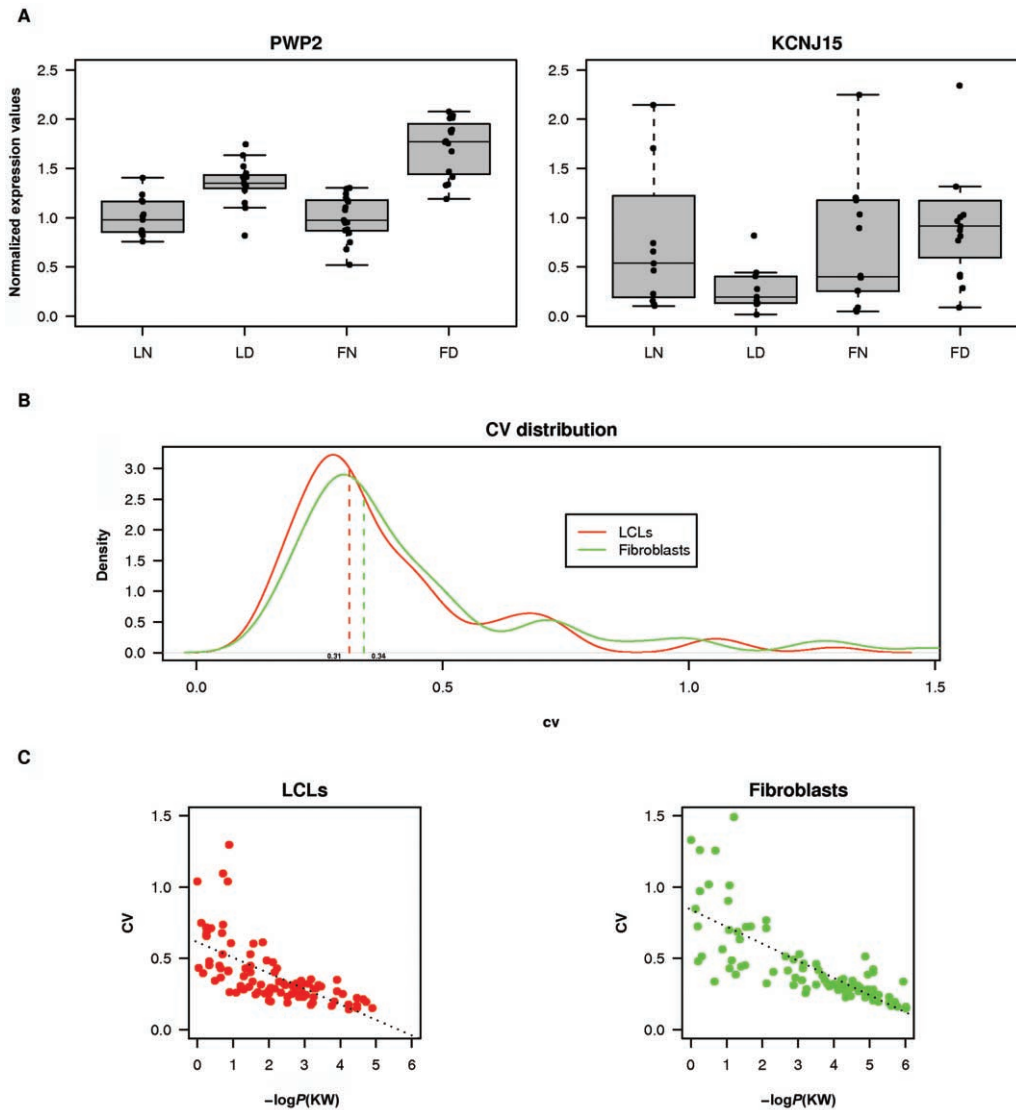 A
PWP2
KCNJ15
Normalized expression values
2.5
2.0
1.5
1.0
0.5
0.0
LN LD FN FD
2.5
2.0
1.5
1.0
0.5
0.0
LN LD FN FD
B
CV distribution
Density
3.0
2.5
2.0
1.5
1.0
0.5
0.0
LCLs
Fibroblasts
0.31 0.34
0.0 0.5 1.0 1.5
cv
C
LCLs
CV
1.5
1.0
0.5
0.0
0 1 2 3 4 5 6
−logP(KW)
Fibroblasts
CV
1.5
1.0
0.5
0.0
0 1 2 3 4 5 6
−logP(KW)